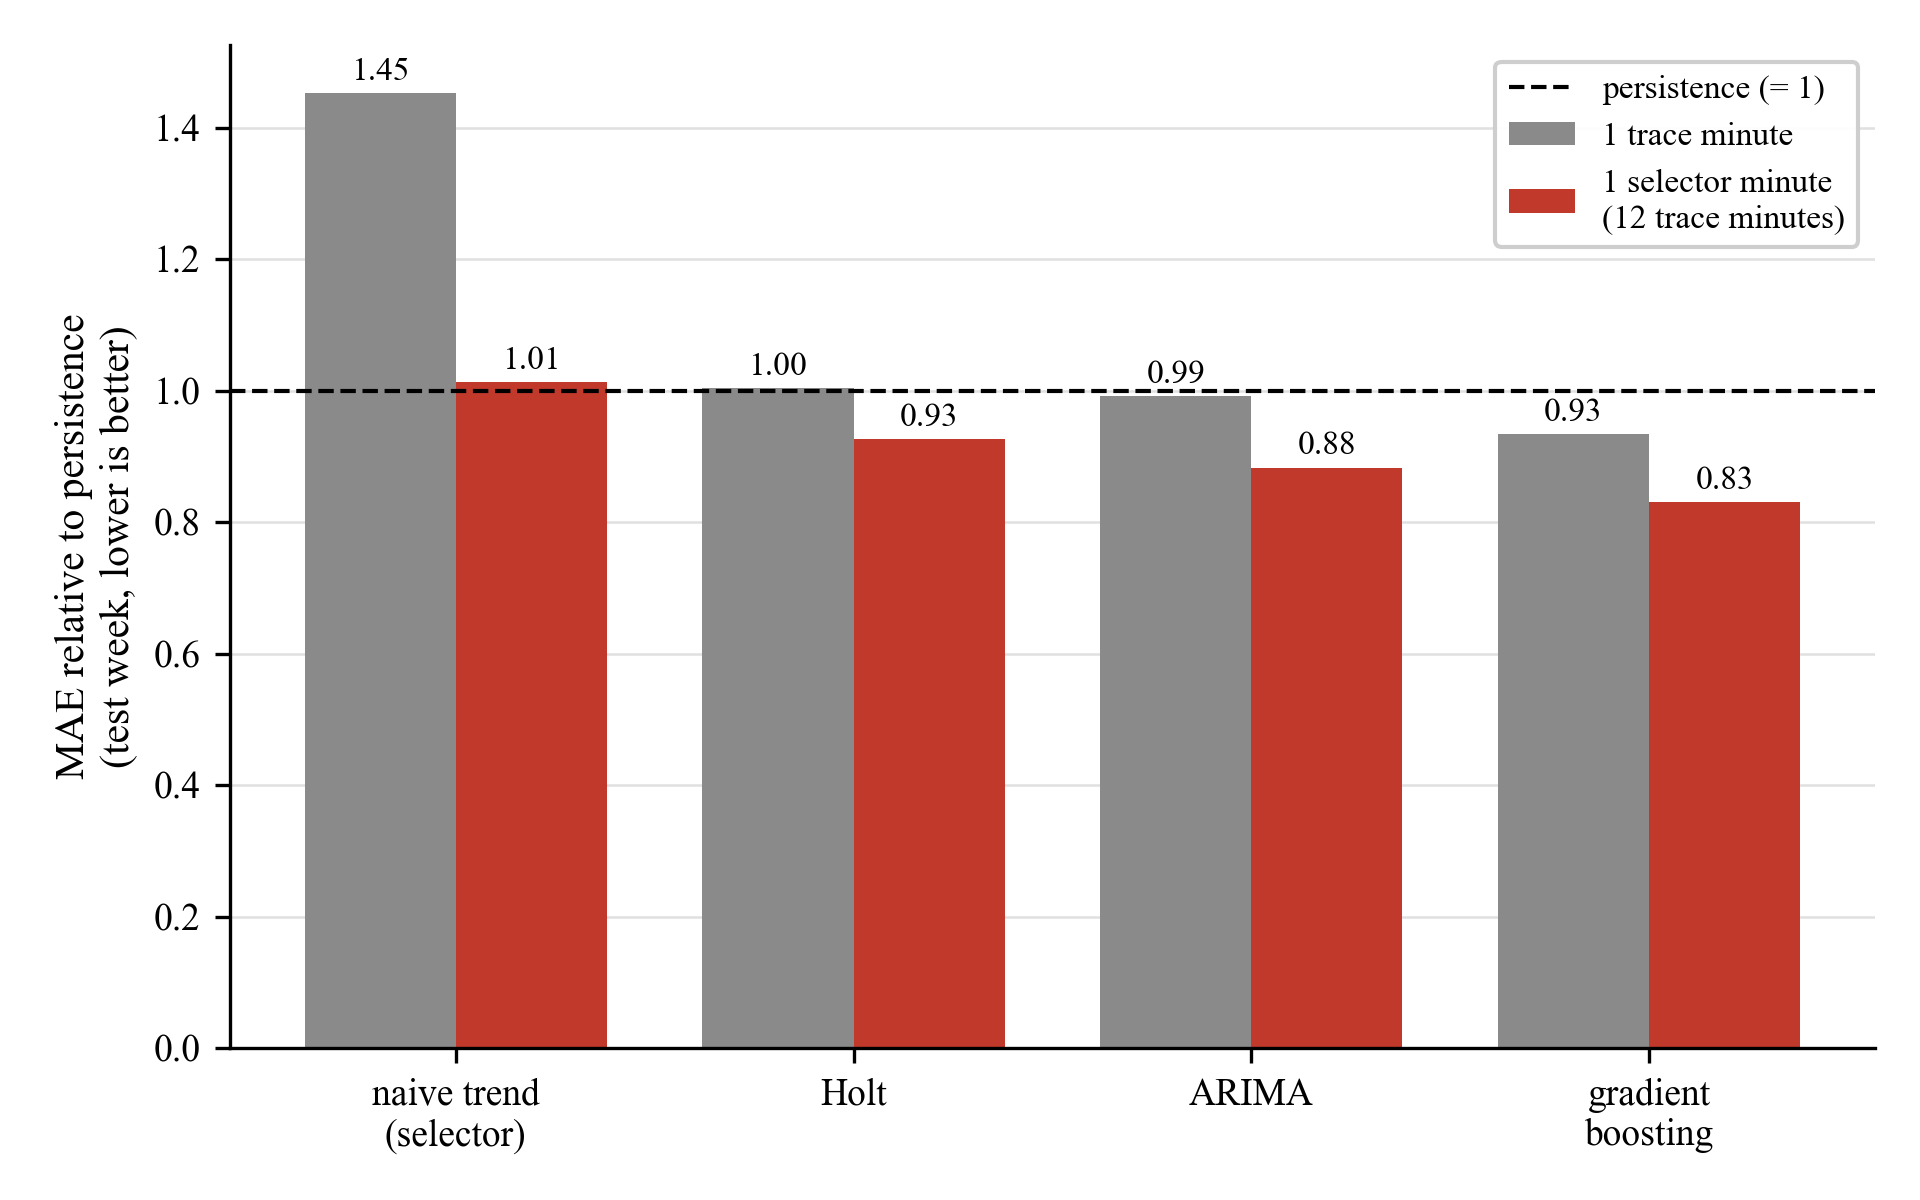 MAE relative to persistence
(test week, lower is better)
1.4
1.2
1.0
0.8
0.6
0.4
0.2
0.0
1.45
1.01
1.00
0.93
0.99
0.88
0.93
0.83
persistence (= 1)
1 trace minute
1 selector minute
(12 trace minutes)
naive trend
(selector)
Holt
ARIMA
gradient
boosting